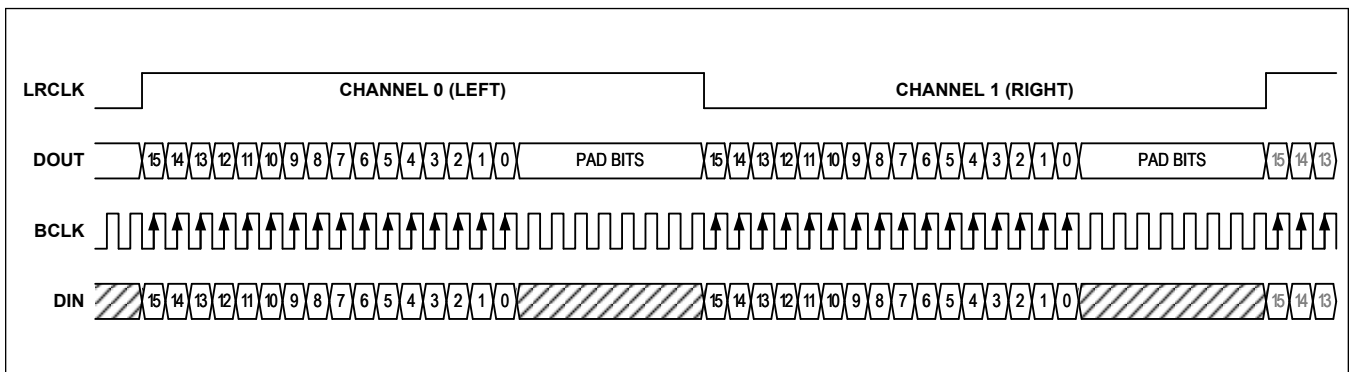 LRCLK CHANNEL 0 (LEFT) CHANNEL 1 (RIGHT)
DOUT 15 14 13 12 11 10 9 8 7 6 5 4 3 2 1 0 PAD BITS 15 14 13 12 11 10 9 8 7 6 5 4 3 2 1 0 PAD BITS 15 14 13
BCLK
DIN 15 14 13 12 11 10 9 8 7 6 5 4 3 2 1 0 15 14 13 12 11 10 9 8 7 6 5 4 3 2 1 0 15 14 13